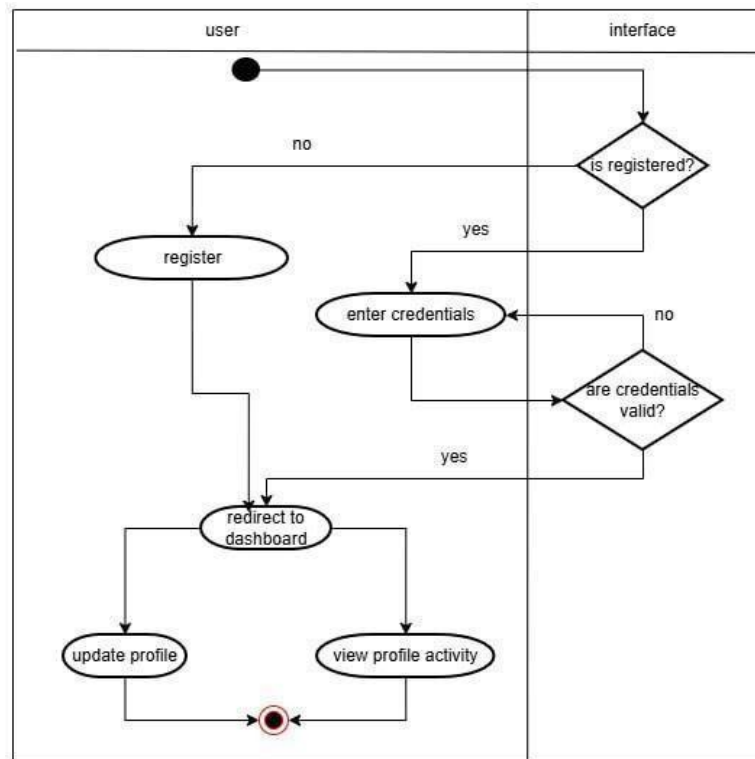 user
interface
no
is registered?
yes
register
enter credentials
no
are credentials
valid?
yes
redirect to
dashboard
update profile
view profile activity